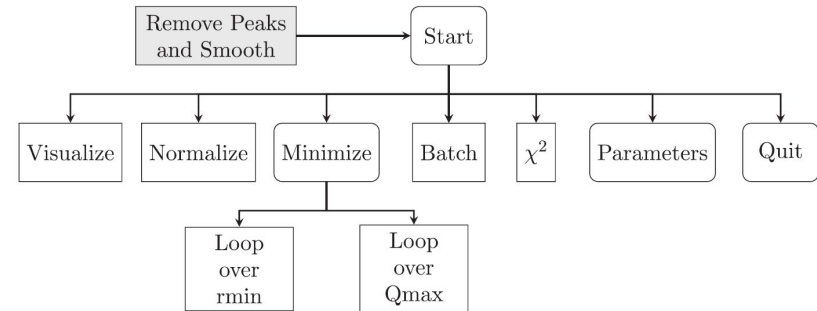 Remove Peaks
and Smooth
Start
Visualize
Normalize
Minimize
Batch
χ²
Parameters
Quit
Loop
over
rmin
Loop
over
Qmax